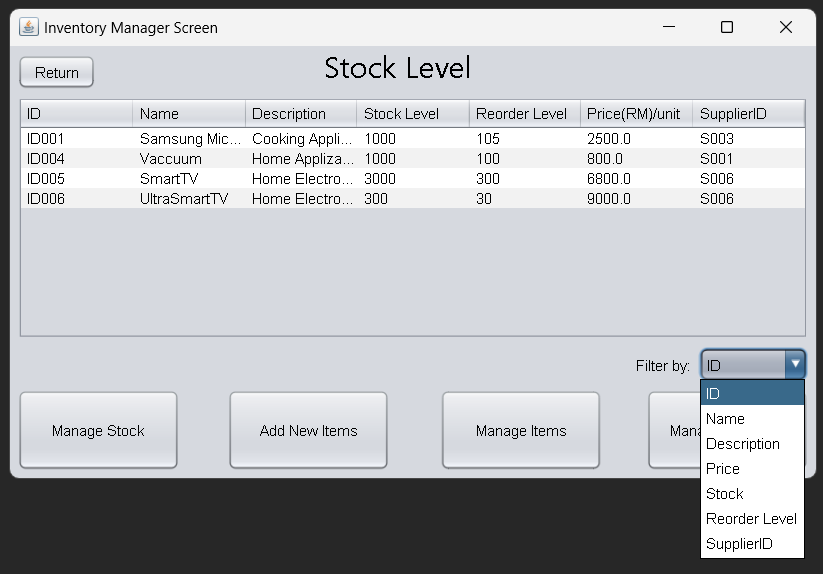 Inventory Manager Screen
Return
Stock Level
ID Name Description Stock Level Reorder Level Price(RM)/unit SupplierID
ID001 Samsung Mic... Cooking Appli... 1000 105 2500.0 S003
ID004 Vaccuum Home Appliza... 1000 100 800.0 S001
ID005 SmartTV Home Electro... 3000 300 6800.0 S006
ID006 UltraSmartTV Home Electro... 300 30 9000.0 S006
Filter by: ID
ID
Name
Description
Price
Stock
Reorder Level
SupplierID
Manage Stock Add New Items Manage Items